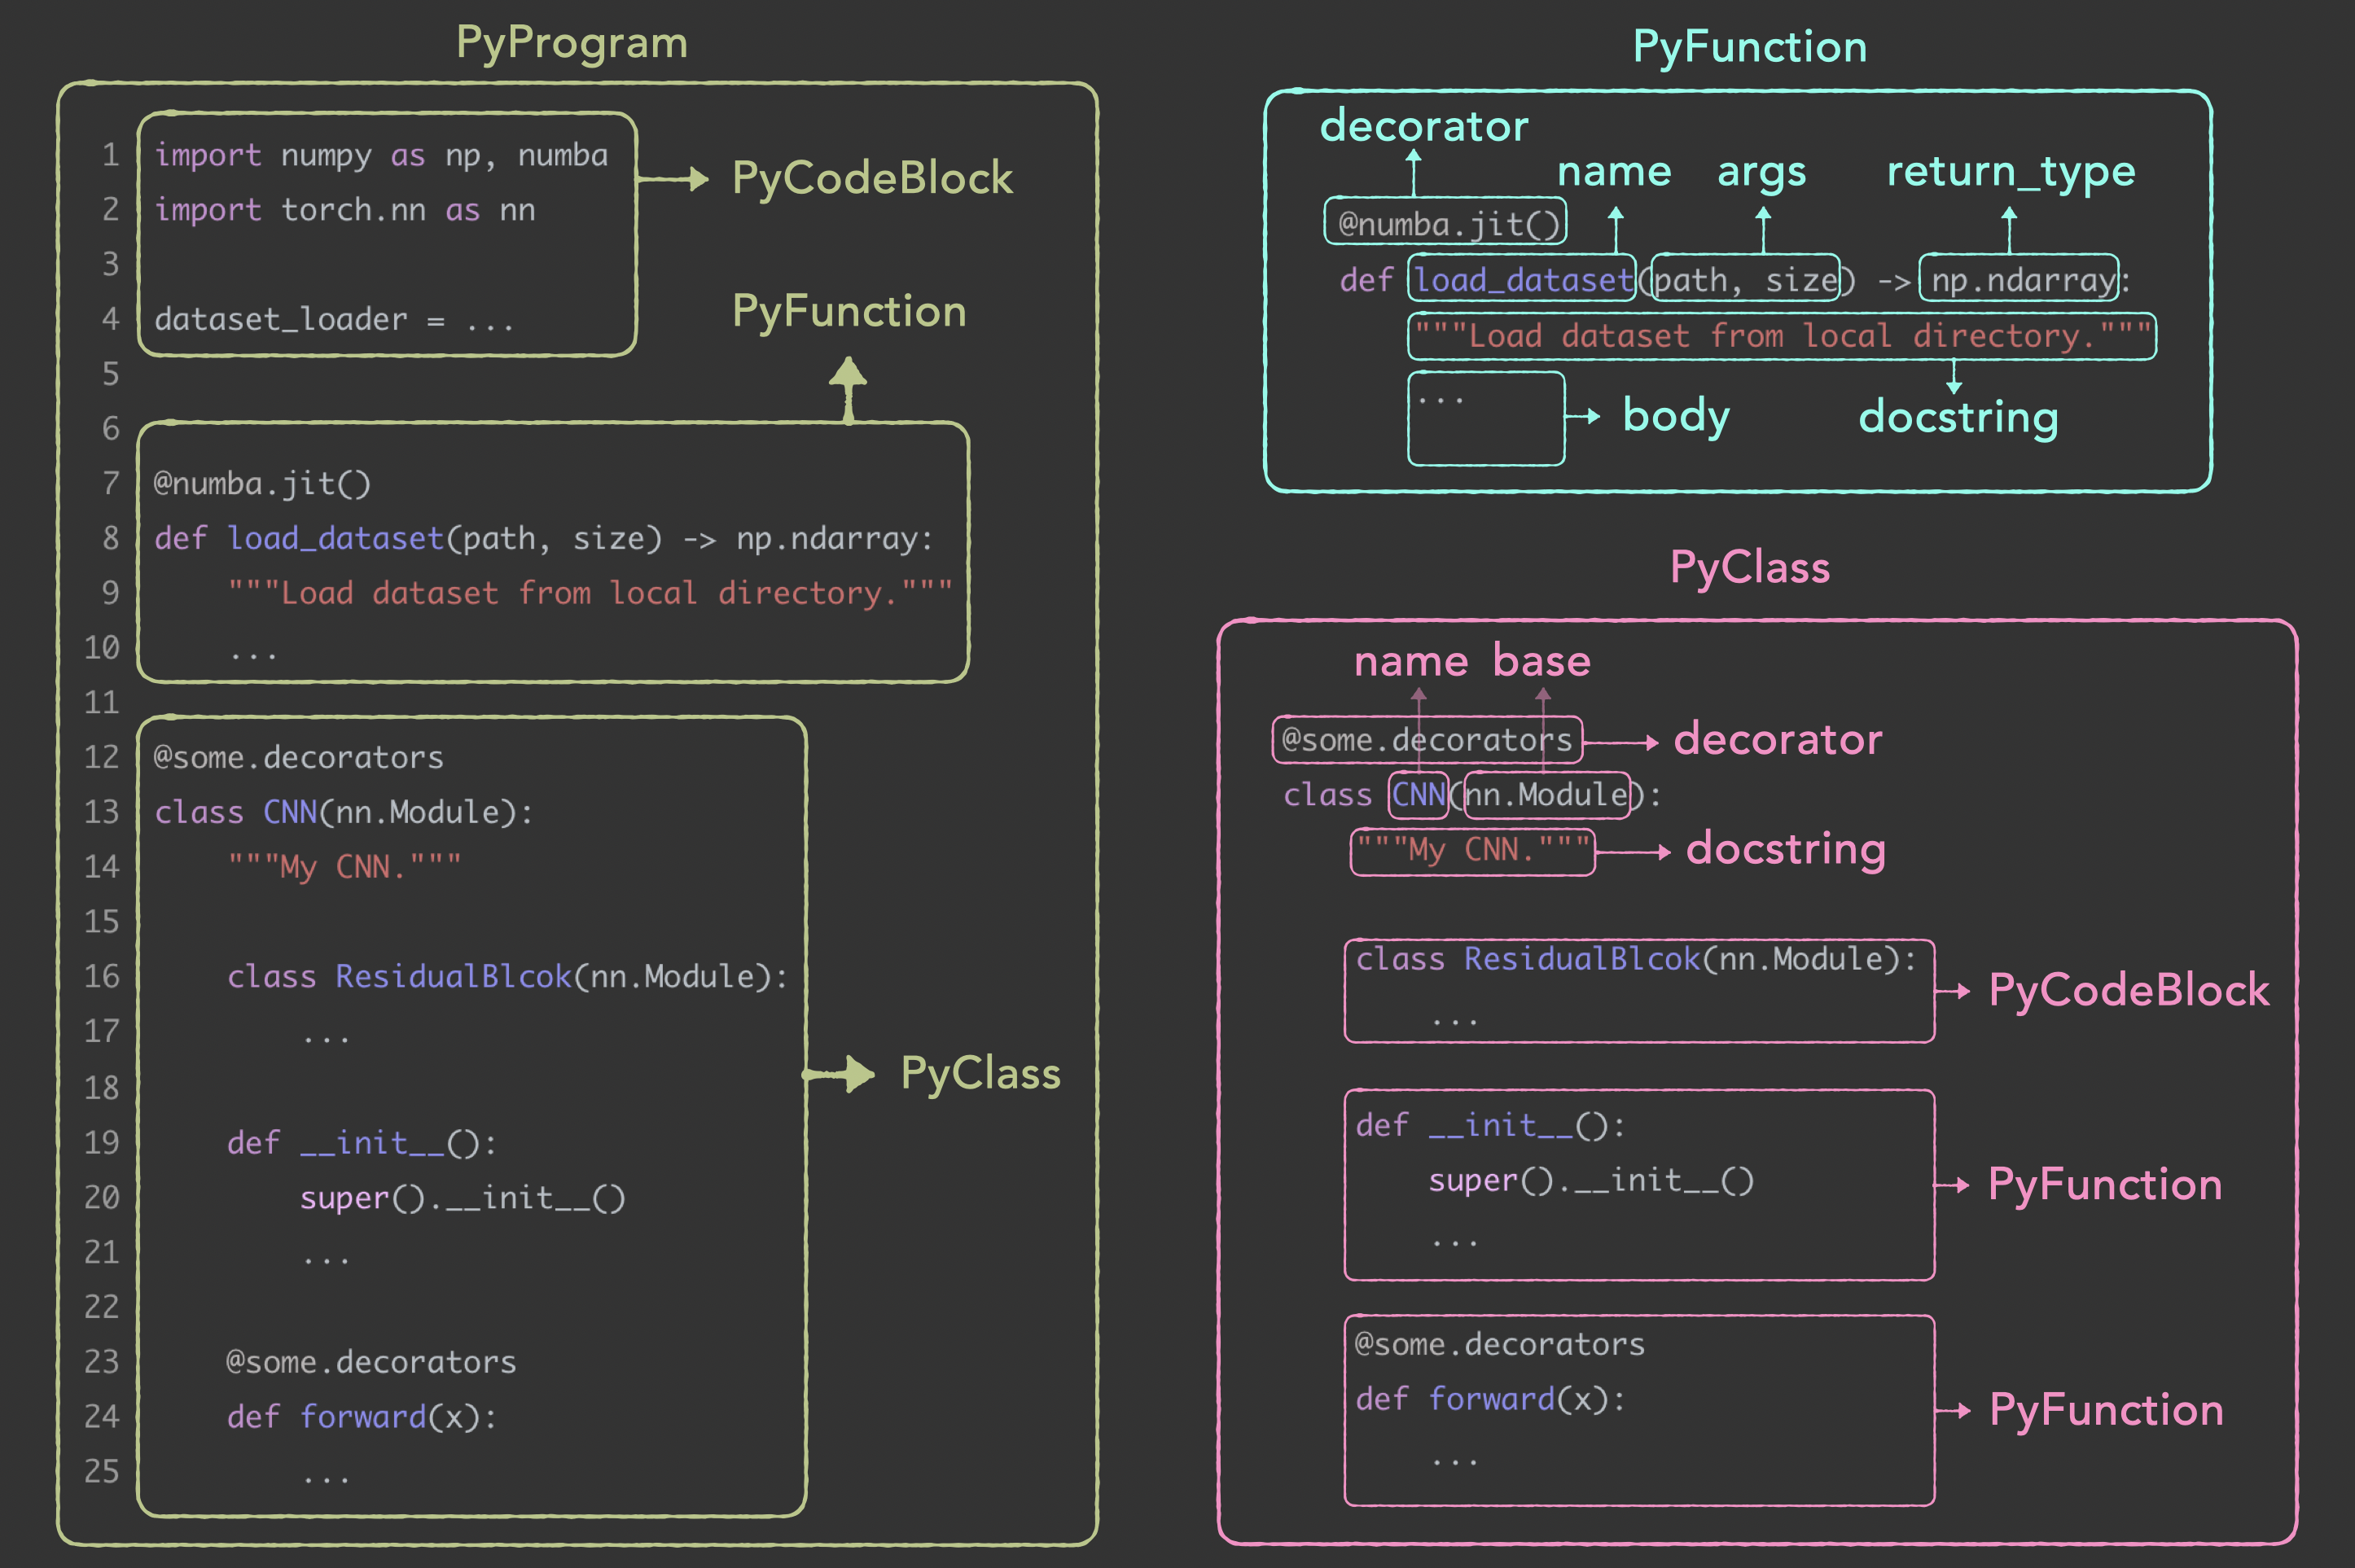 PyProgram
1 import numpy as np, numba
2 import torch.nn as nn
3
4 dataset_loader = ...
5
6
7 @numba.jit()
8 def load_dataset(path, size) -> np.ndarray:
9     """Load dataset from local directory."""
10     ...
11
12 @some.decorators
13 class CNN(nn.Module):
14     """My CNN."""
15
16     class ResidualBlcok(nn.Module):
17         ...
18
19     def __init__():
20         super().__init__()
21         ...
22
23     @some.decorators
24     def forward(x):
25         ...
PyCodeBlock
PyFunction
PyClass
PyFunction
decorator
name args return_type
@numba.jit()
def load_dataset(path, size) -> np.ndarray:
    """Load dataset from local directory."""
    ...
body docstring
PyClass
name base
@some.decorators decorator
class CNN(nn.Module):
    """My CNN.""" docstring
    class ResidualBlcok(nn.Module):
        ...
PyCodeBlock
    def __init__():
        super().__init__()
        ...
PyFunction
    @some.decorators
    def forward(x):
        ...
PyFunction